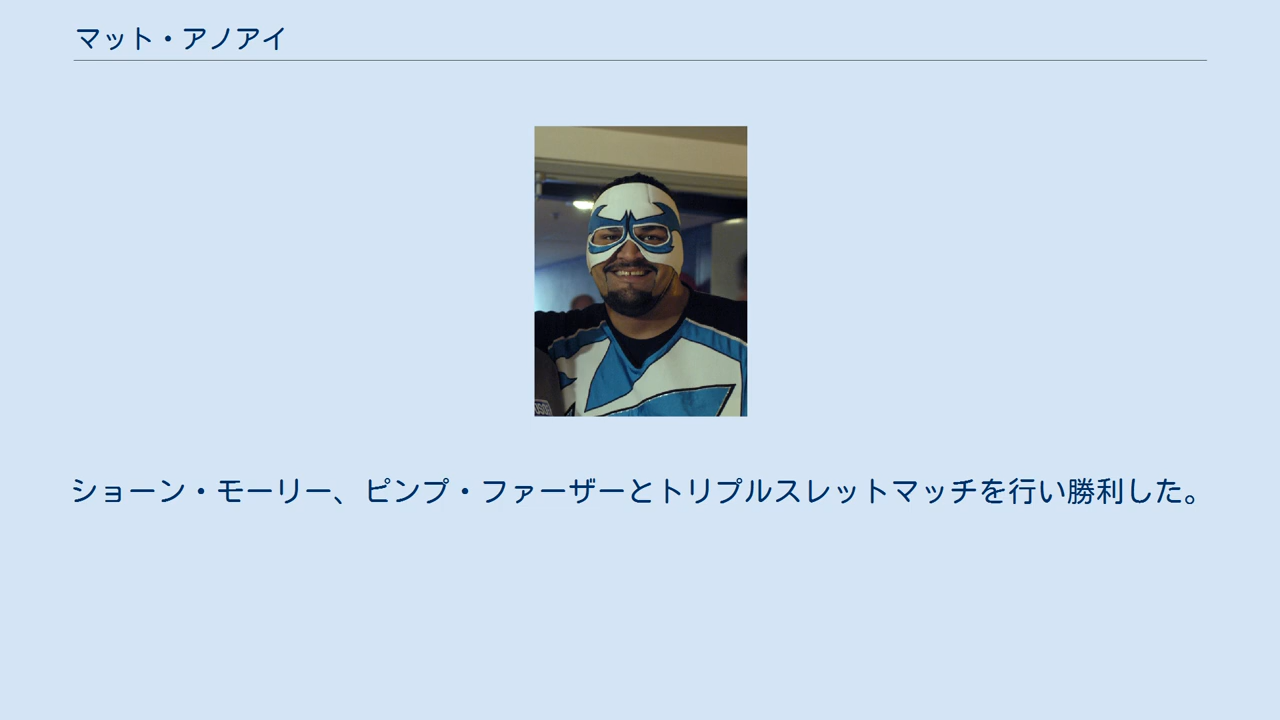 マット・アノアイ
ショーン・モーリー、ピンプ・ファーザーとトリプルスレットマッチを行い勝利した。